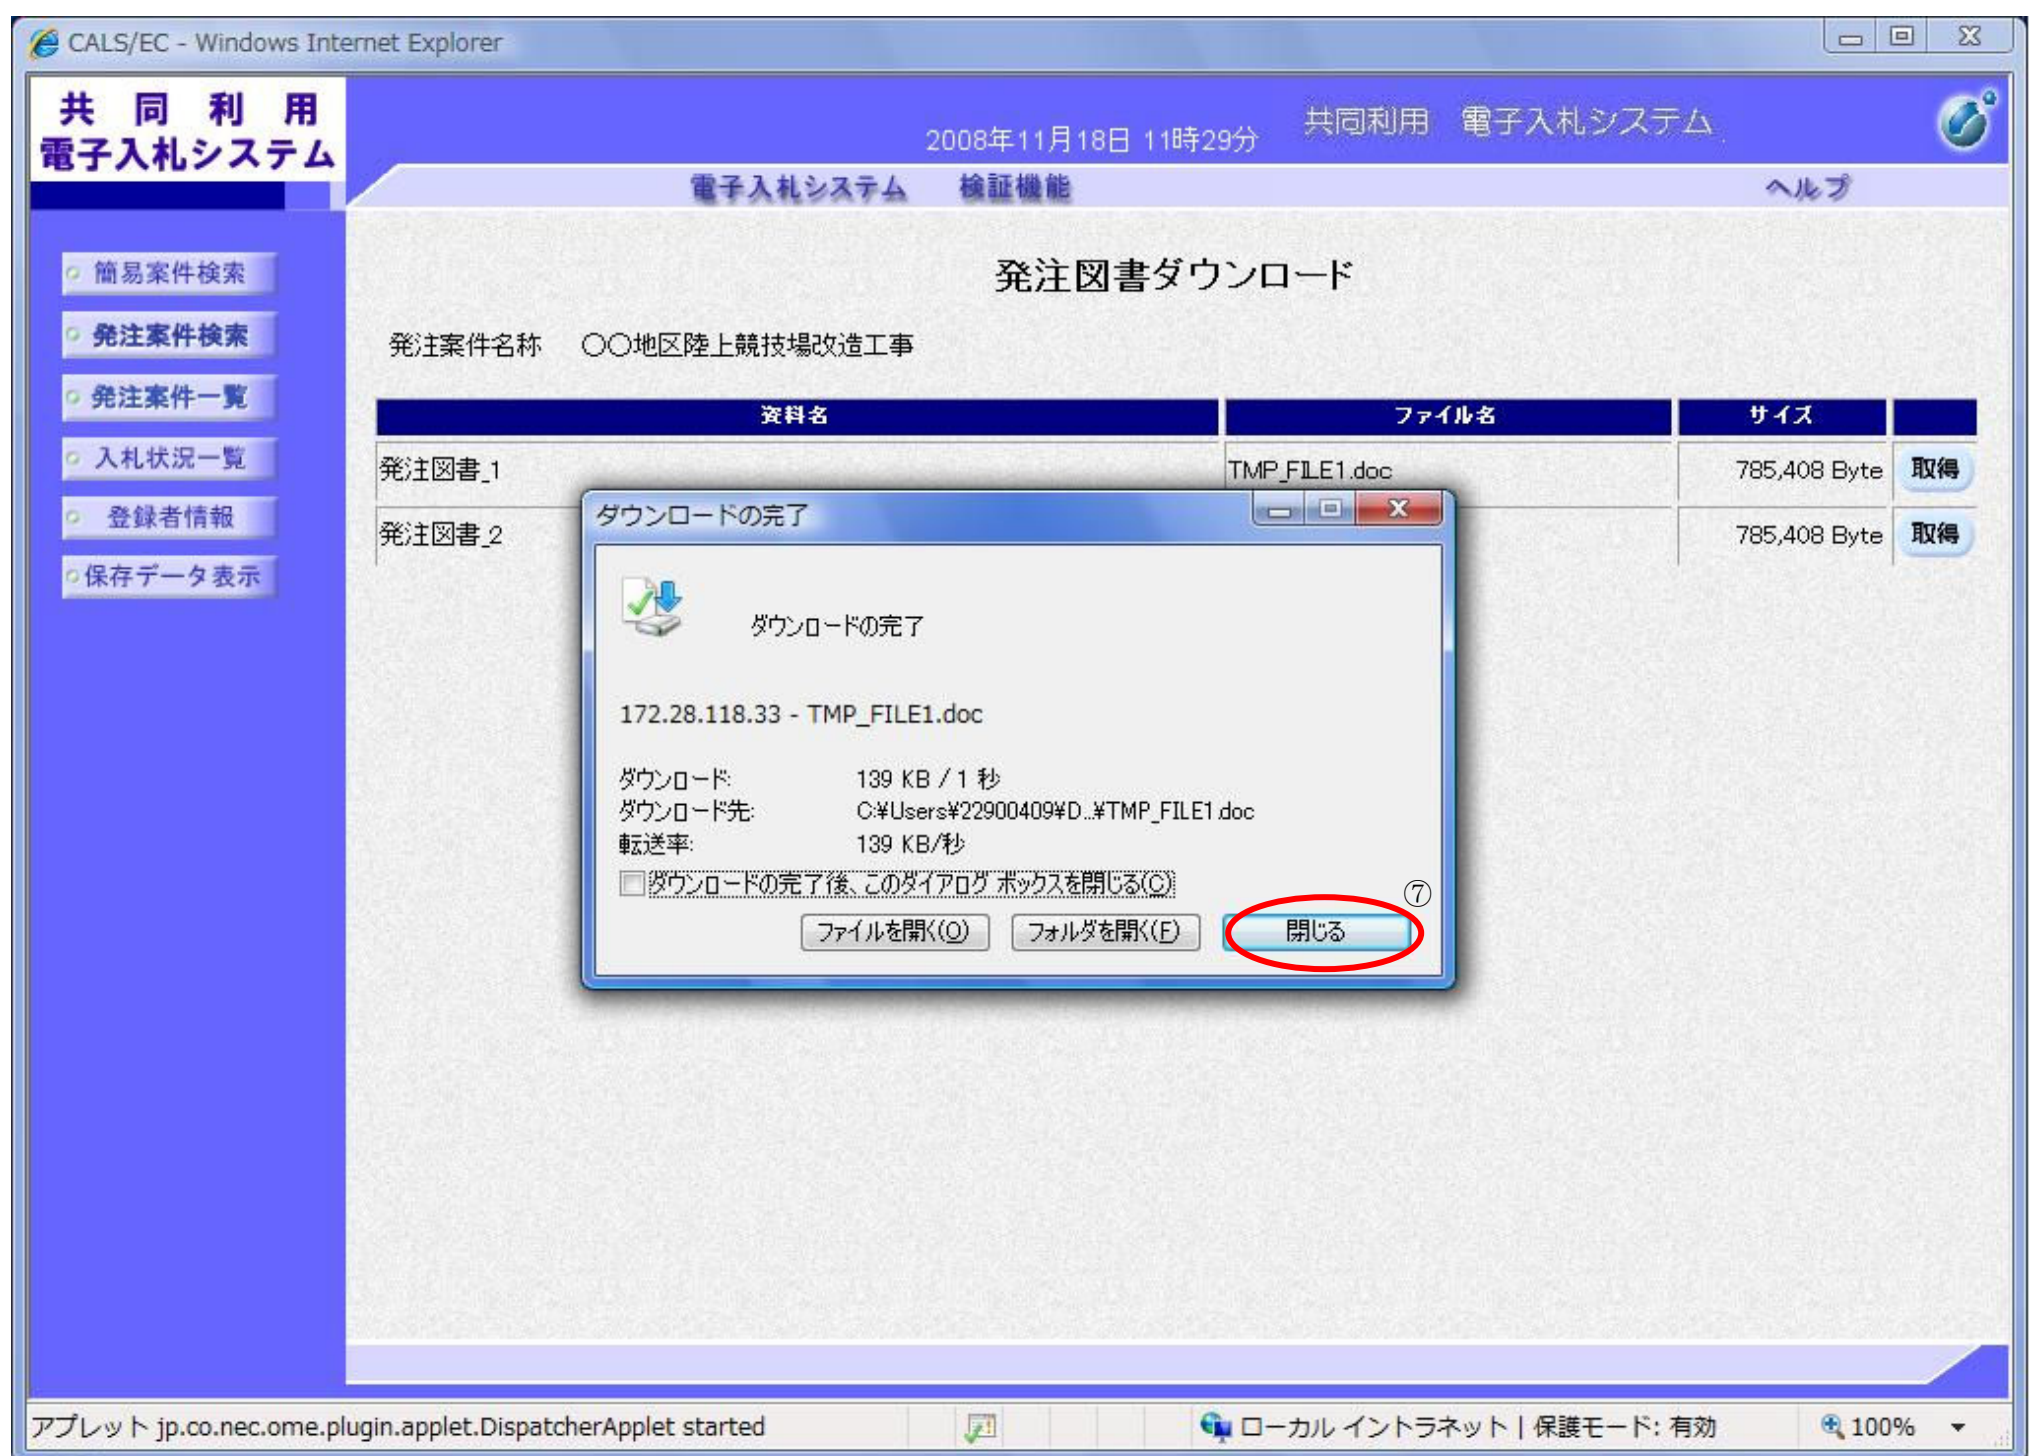 CALS/EC - Windows Internet Explorer
共 同 利 用
電子入札システム
2008年11月18日 11時29分 共同利用 電子入札システム
電子入札システム 検証機能 ヘルプ
簡易案件検索
発注案件検索
発注案件一覧
入札状況一覧
登録者情報
保存データ表示
発注図書ダウンロード
発注案件名称 〇〇地区陸上競技場改造工事
資料名 ファイル名 サイズ
発注図書_1 TMP_FILE1.doc 785,408 Byte 取得
発注図書_2 785,408 Byte 取得
ダウンロードの完了
ダウンロードの完了
172.28.118.33 - TMP_FILE1.doc
ダウンロード: 139 KB / 1 秒
ダウンロード先: C:¥Users¥22900409¥D...¥TMP_FILE1.doc
転送率: 139 KB/秒
ダウンロードの完了後、このダイアログ ボックスを閉じる(C)
⑦
ファイルを開く(O) フォルダを開く(F) 閉じる
アプレット jp.co.nec.ome.plugin.applet.DispatcherApplet started ローカル イントラネット | 保護モード: 有効 100%